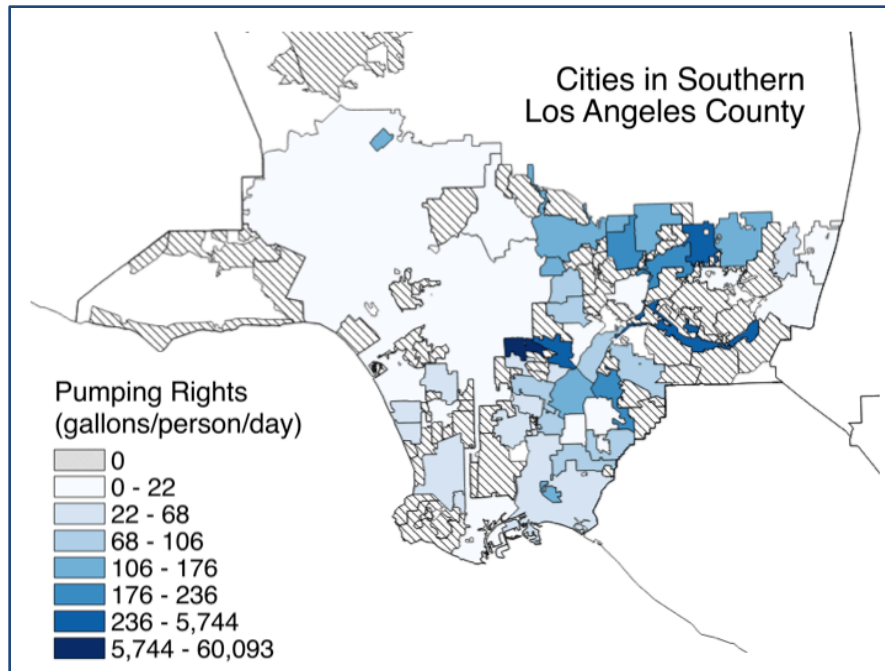 Cities in Southern
Los Angeles County
Pumping Rights
(gallons/person/day)
0
0 - 22
22 - 68
68 - 106
106 - 176
176 - 236
236 - 5,744
5,744 - 60,093